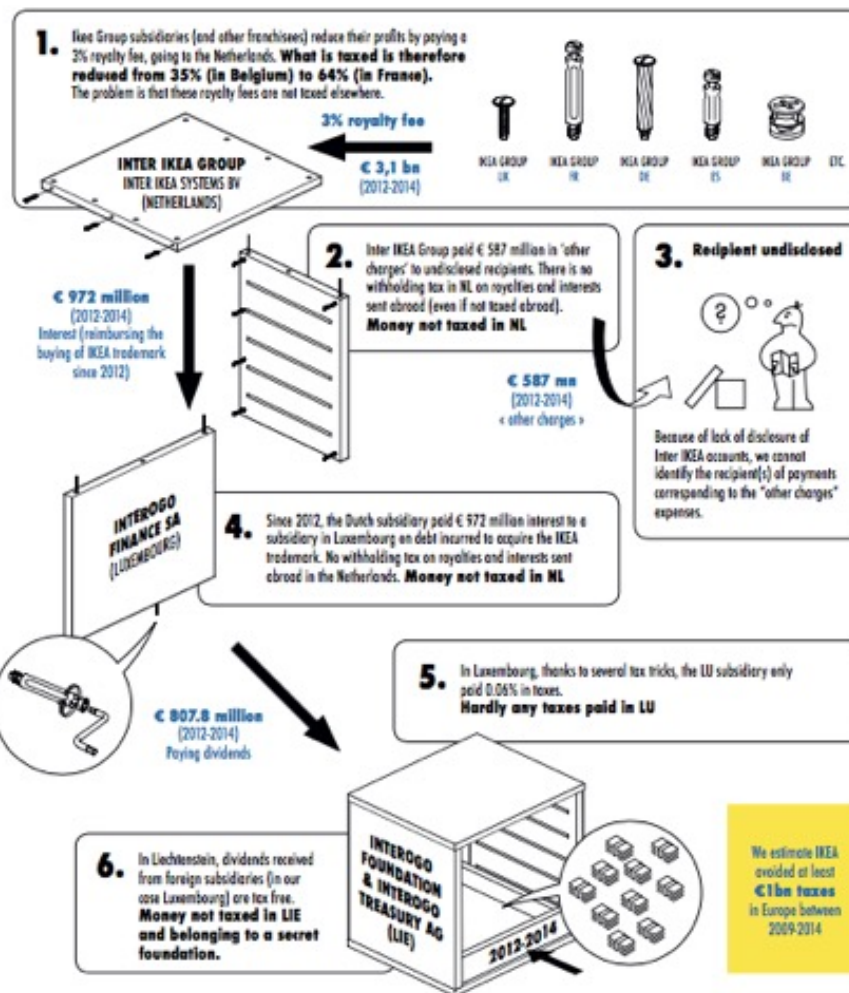 1. Ikea Group subsidiaries (and other franchisees) reduce their profits by paying a
3% royalty fee, going to the Netherlands. What is taxed is therefore
reduced from 35% (in Belgium) to 64% (in France).
The problem is that these royalty fees are not taxed elsewhere.
3% royalty fee
€ 3,1 bn
(2012-2014)
IKEA GROUP
UK
IKEA GROUP
FR
IKEA GROUP
DE
IKEA GROUP
ES
IKEA GROUP
BE
ETC.
INTER IKEA GROUP
INTER IKEA SYSTEMS BV
(NETHERLANDS)
2. Inter IKEA Group paid € 587 million in 'other
charges' to undisclosed recipients. There is no
withholding tax in NL on royalties and interests
sent abroad (even if not taxed abroad).
Money not taxed in NL
3. Recipient undisclosed
?
Because of lack of disclosure of
Inter IKEA accounts, we cannot
identify the recipient(s) of payments
corresponding to the "other charges"
expenses.
€ 972 million
(2012-2014)
Interest (reimbursing the
buying of IKEA trademark
since 2012)
€ 587 mn
(2012-2014)
« other charges »
INTEROGO
FINANCE SA
(LUXEMBOURG)
4. Since 2012, the Dutch subsidiary paid € 972 million interest to a
subsidiary in Luxembourg on debt incurred to acquire the IKEA
trademark. No withholding tax on royalties and interests sent
abroad in the Netherlands. Money not taxed in NL
5. In Luxembourg, thanks to several tax tricks, the LU subsidiary only
paid 0.06% in taxes.
Hardly any taxes paid in LU
€ 807.8 million
(2012-2014)
Paying dividends
6. In Liechtenstein, dividends received
from foreign subsidiaries (in our
case Luxembourg) are tax free.
Money not taxed in LIE
and belonging to a secret
foundation.
INTEROGO
FOUNDATION
& INTEROGO
TREASURY AG
(LIE)
2012-2014
We estimate IKEA
avoided at least
€1bn taxes
in Europe between
2009-2014